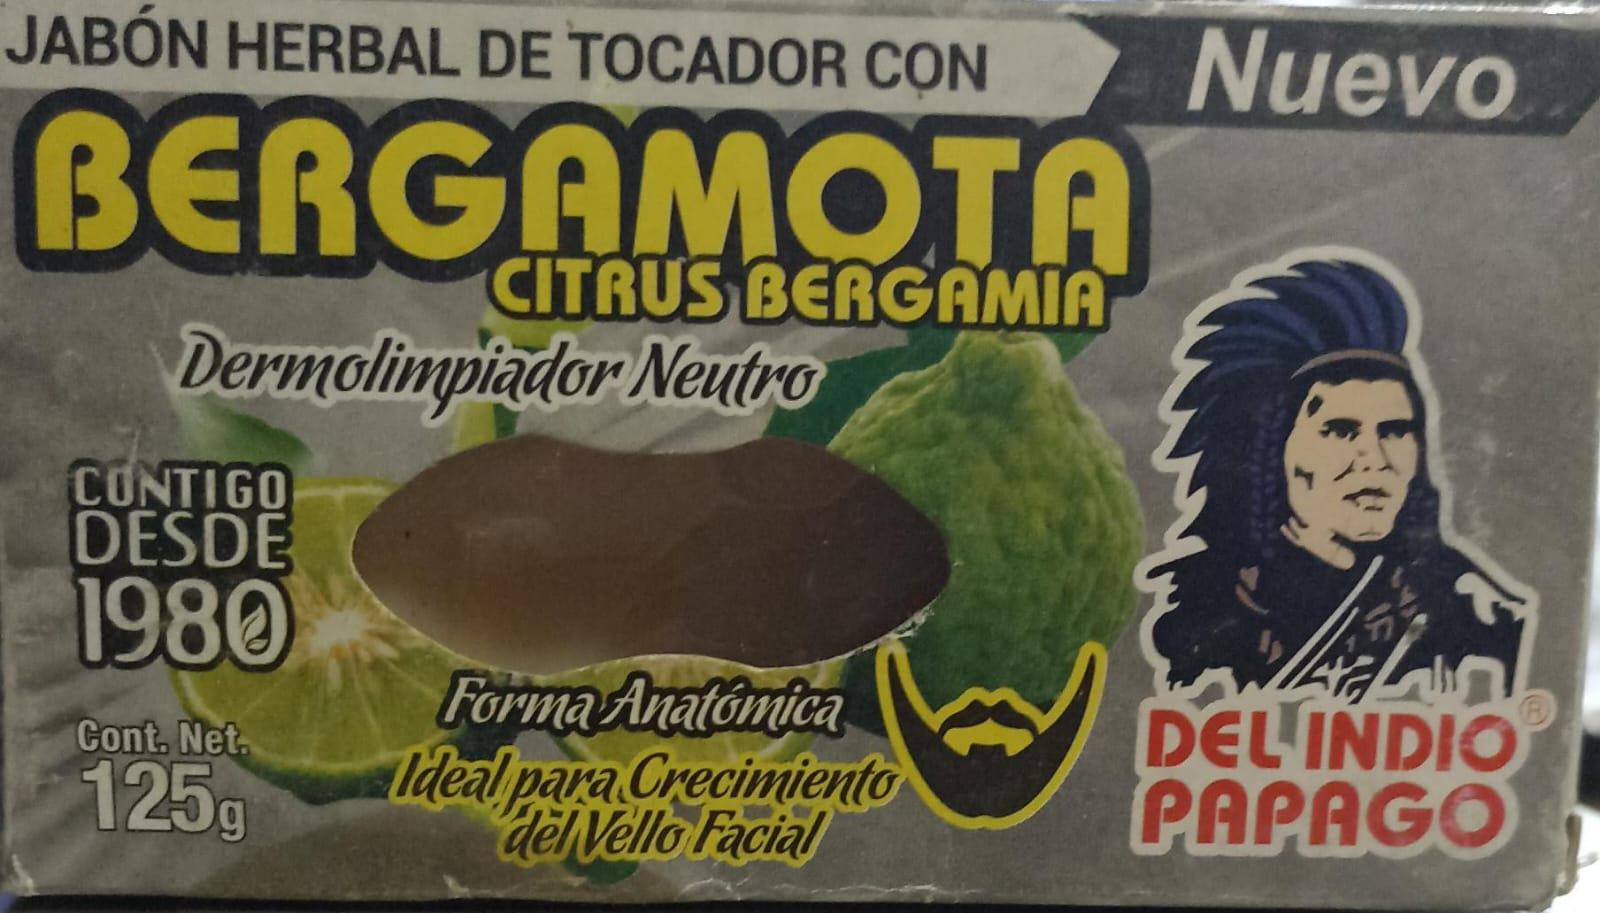 JABÓN HERBAL DE TOCADOR CON
Nuevo
BERGAMOTA
CITRUS BERGAMIA
Dermolimpiador Neutro
CONTIGO
DESDE
1980
Forma Anatómica
Cont. Net.
125g
Ideal para Crecimiento
del Vello Facial
DEL INDIO®
PAPAGO